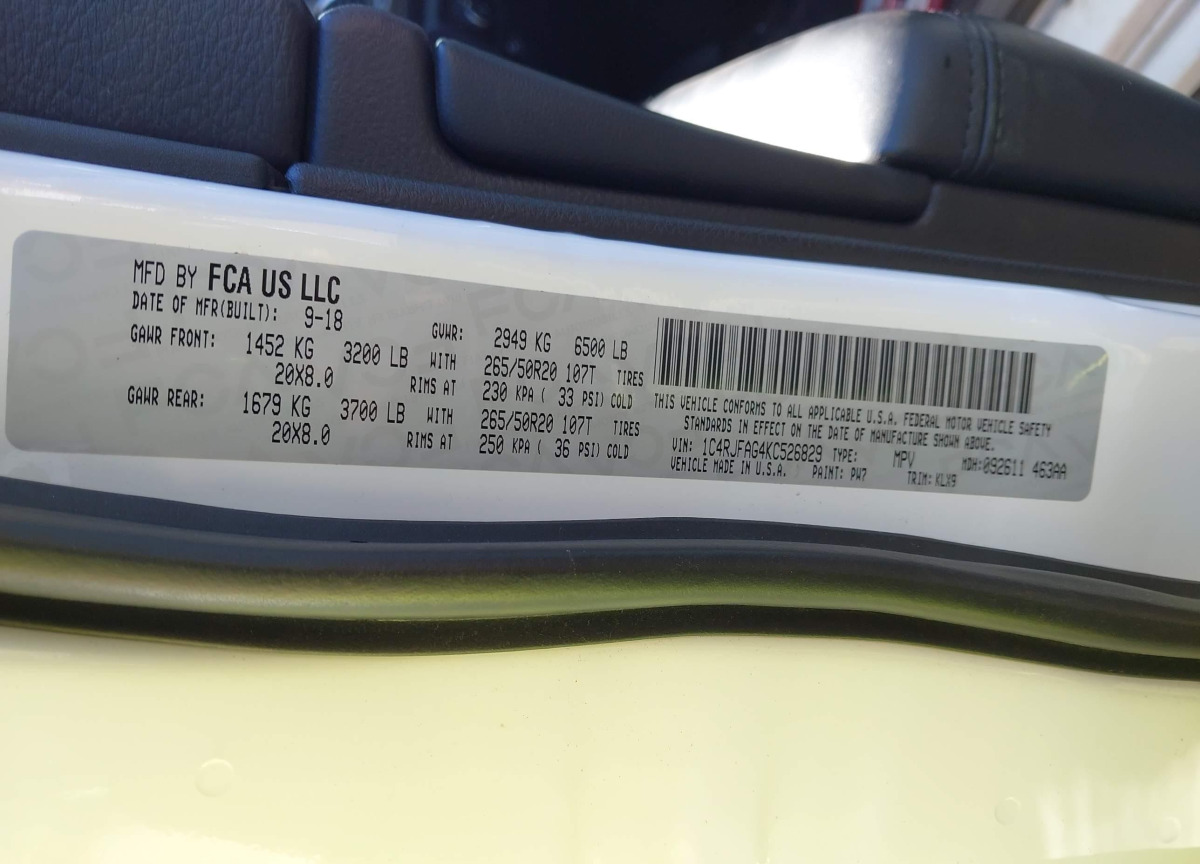 MFD BY FCA US LLC
DATE OF MFR(BUILT): 9-18
GVWR: 2949 KG 6500 LB
GAWR FRONT: 1452 KG 3200 LB WITH 265/50R20 107T TIRES
20X8.0 RIMS AT 230 KPA ( 33 PSI) COLD
GAWR REAR: 1679 KG 3700 LB WITH 265/50R20 107T TIRES
20X8.0 RIMS AT 250 KPA ( 36 PSI) COLD
THIS VEHICLE CONFORMS TO ALL APPLICABLE U.S.A. FEDERAL MOTOR VEHICLE SAFETY
STANDARDS IN EFFECT ON THE DATE OF MANUFACTURE SHOWN ABOVE.
VIN: 1C4RJFAG4KC526829 TYPE: MPV MDH:092611 463AA
VEHICLE MADE IN U.S.A. PAINT: PW7 TRIM: KLX9